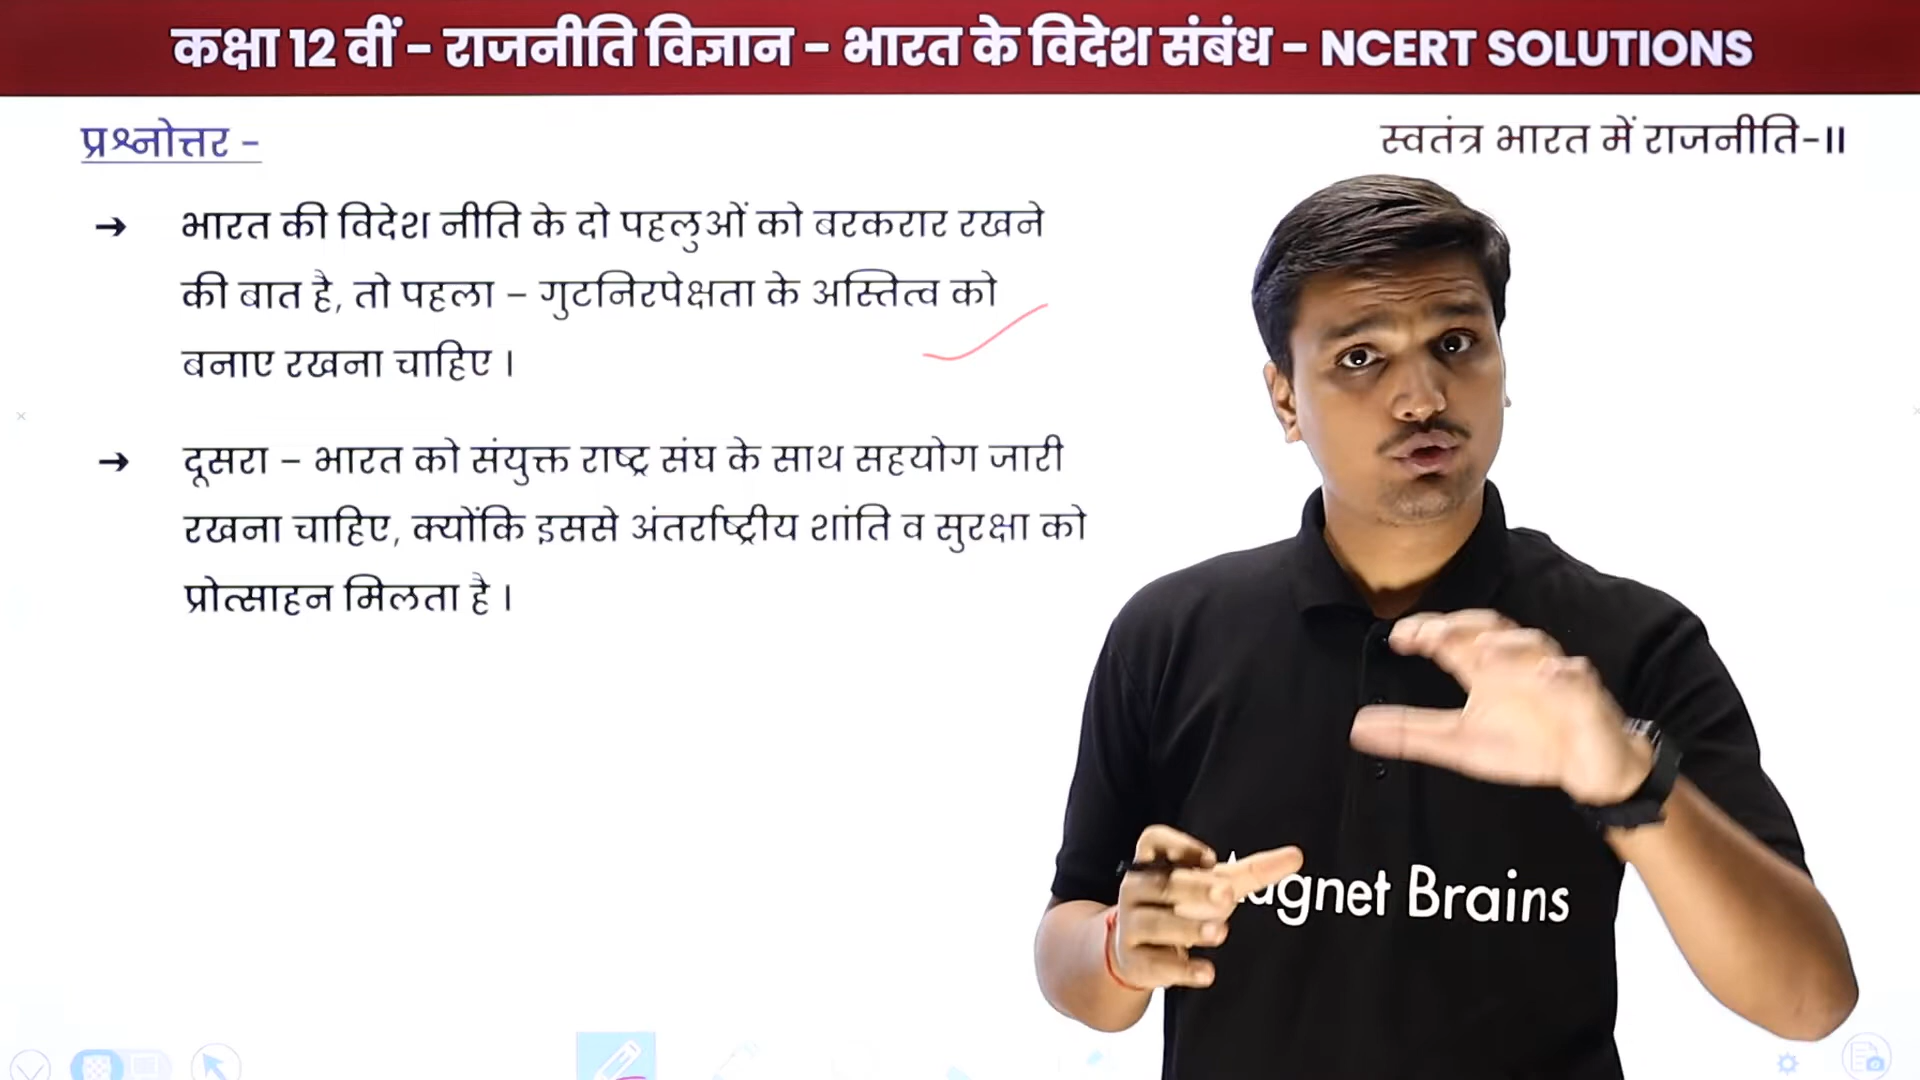 कक्षा 12 वीं – राजनीति विज्ञान – भारत के विदेश संबंध – NCERT SOLUTIONS
प्रश्नोत्तर –
स्वतंत्र भारत में राजनीति-II
→ भारत की विदेश नीति के दो पहलुओं को बरकरार रखने
की बात है, तो पहला – गुटनिरपेक्षता के अस्तित्व को
बनाए रखना चाहिए ।
→ दूसरा – भारत को संयुक्त राष्ट्र संघ के साथ सहयोग जारी
रखना चाहिए, क्योंकि इससे अंतर्राष्ट्रीय शांति व सुरक्षा को
प्रोत्साहन मिलता है ।
Brains